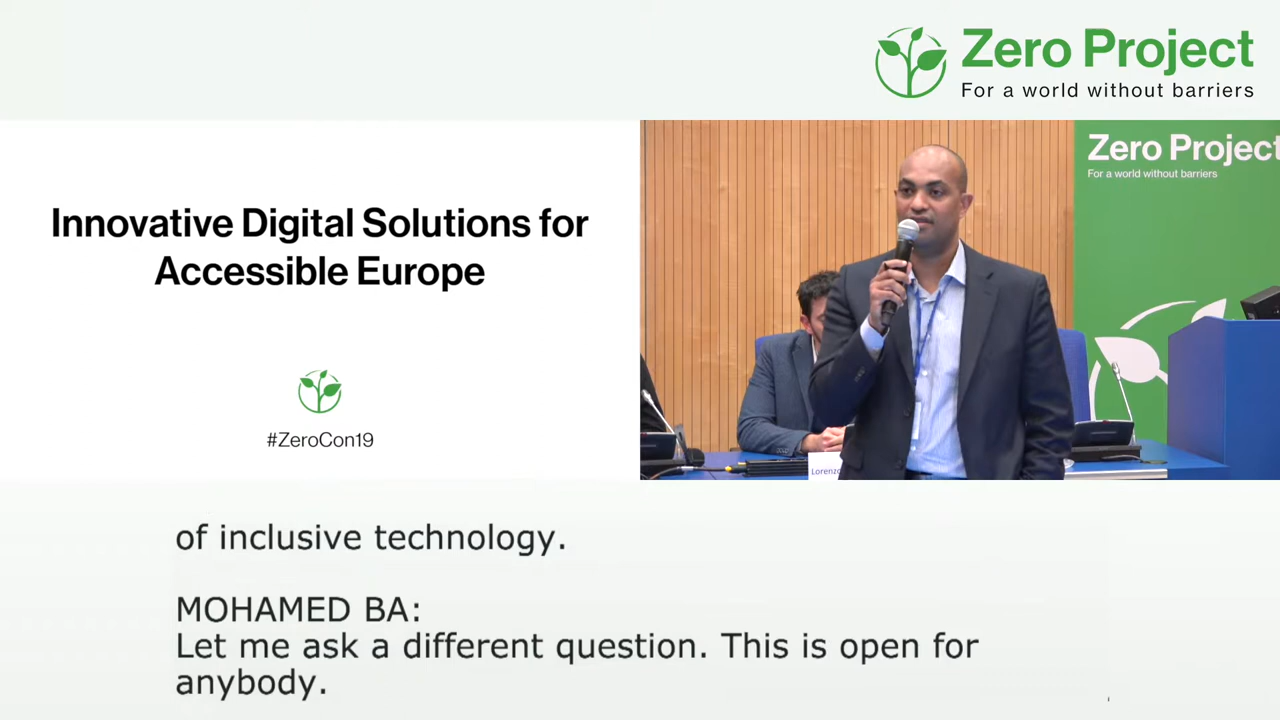 Zero Project
For a world without barriers
Innovative Digital Solutions for
Accessible Europe
#ZeroCon19
Zero Project
For a world without barriers
Lorenzo
of inclusive technology.
MOHAMED BA:
Let me ask a different question. This is open for
anybody.